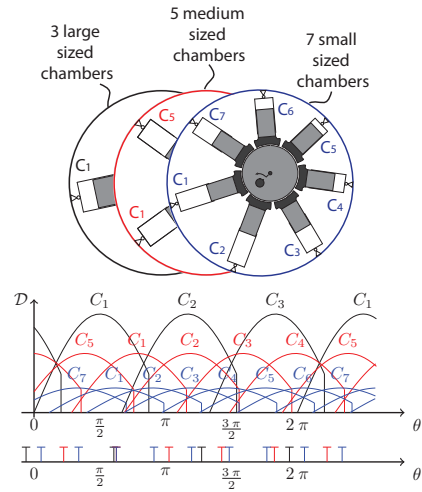 5 medium
sized
chambers
3 large
sized
chambers
7 small
sized
chambers
C5
C7
C6
C5
C1
C1
C4
C1
C2
C3
𝒟
C1
C2
C3
C1
C5
C1
C2
C3
C4
C5
C7
C1
C2
C3
C4
C5
C6
C7
0
π/2
π
3π/2
2π
θ
0
π/2
π
3π/2
2π
θ